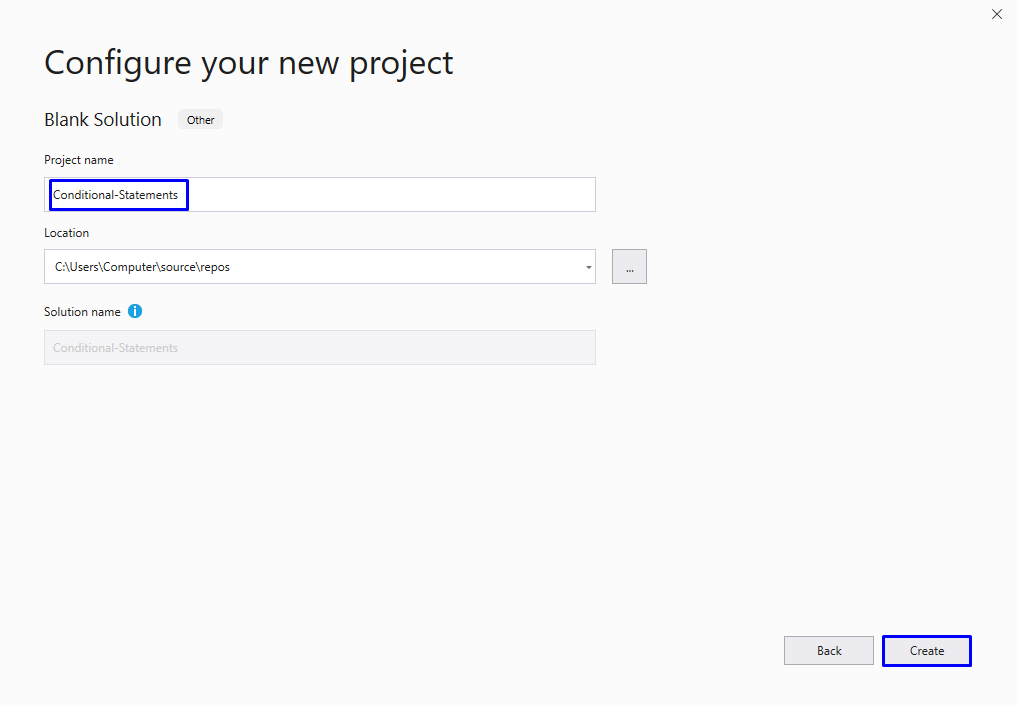 Configure your new project
Blank Solution Other
Project name
Conditional-Statements
Location
C:\Users\Computer\source\repos
...
Solution name i
Conditional-Statements
Back Create